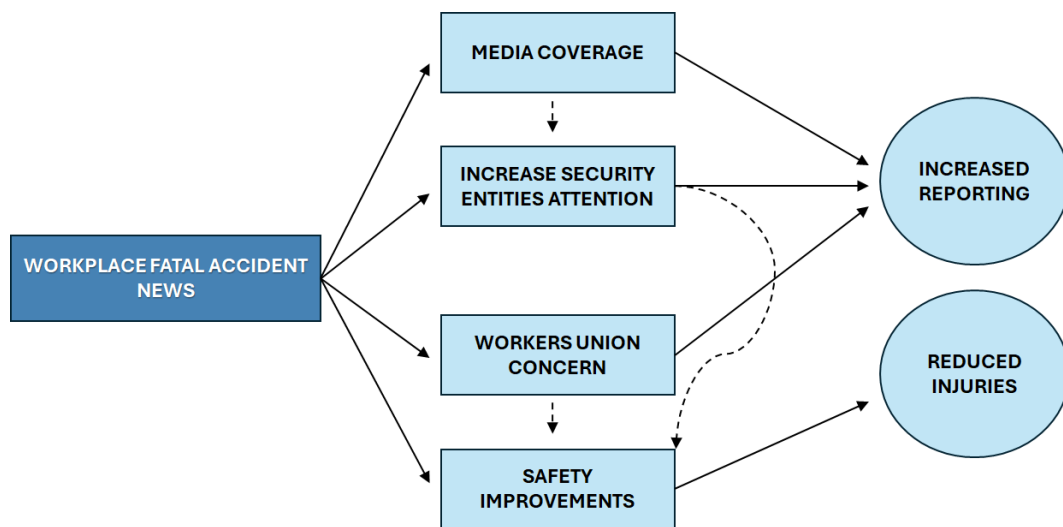 MEDIA COVERAGE
INCREASE SECURITY
ENTITIES ATTENTION
INCREASED
REPORTING
WORKPLACE FATAL ACCIDENT
NEWS
WORKERS UNION
CONCERN
REDUCED
INJURIES
SAFETY
IMPROVEMENTS